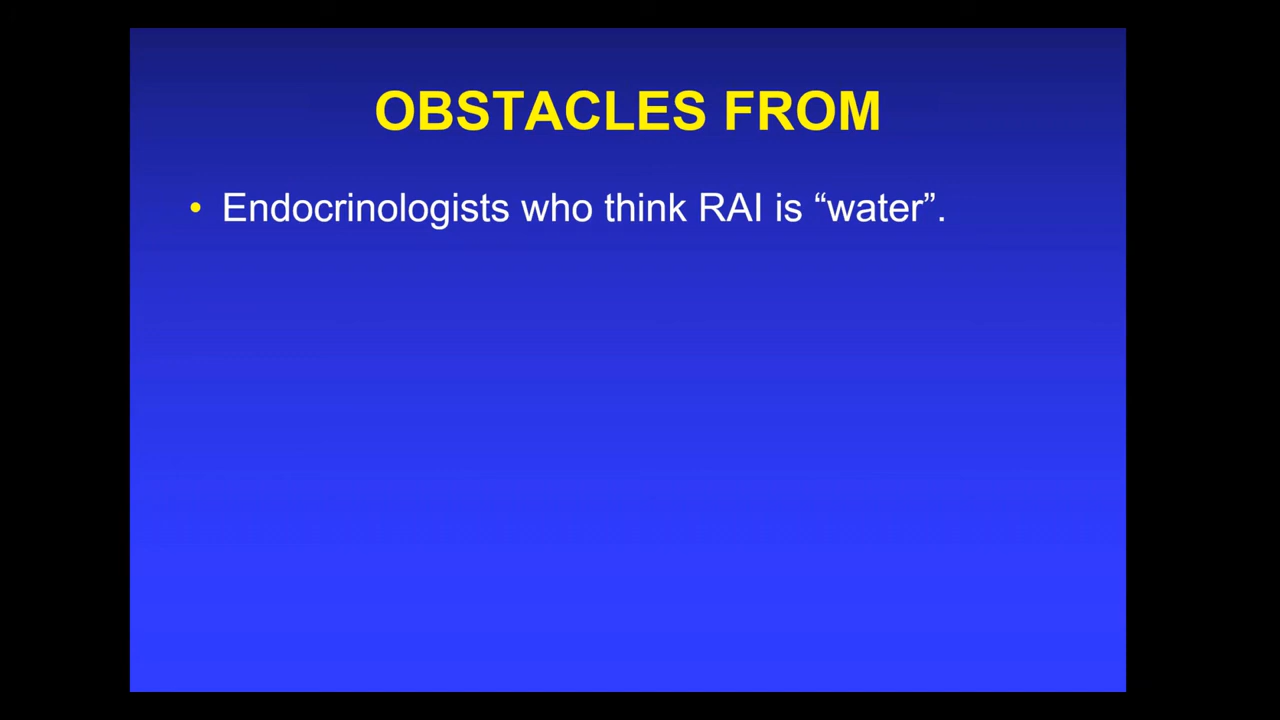 OBSTACLES FROM
• Endocrinologists who think RAI is “water”.